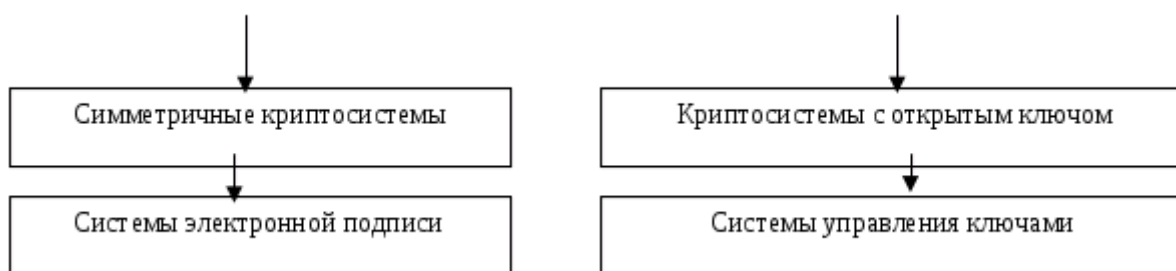 Симметричные криптосистемы
Криптосистемы с открытым ключом
Системы электронной подписи
Системы управления ключами